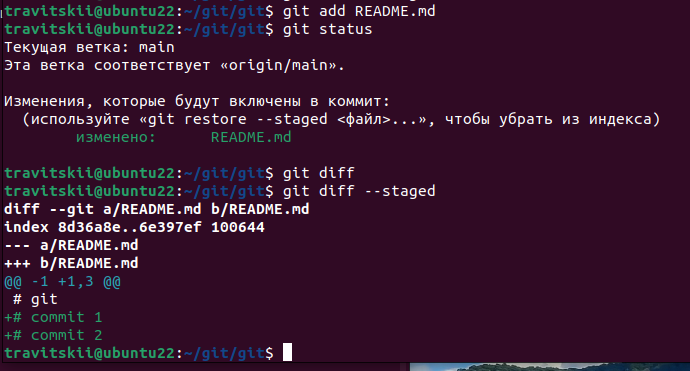 travitskii@ubuntu22:~/git/git$ git add README.md
travitskii@ubuntu22:~/git/git$ git status
Текущая ветка: main
Эта ветка соответствует «origin/main».
Изменения, которые будут включены в коммит:
  (используйте «git restore --staged <файл>...», чтобы убрать из индекса)
        изменено:      README.md
travitskii@ubuntu22:~/git/git$ git diff
travitskii@ubuntu22:~/git/git$ git diff --staged
diff --git a/README.md b/README.md
index 8d36a8e..6e397ef 100644
--- a/README.md
+++ b/README.md
@@ -1 +1,3 @@
 # git
+# commit 1
+# commit 2
travitskii@ubuntu22:~/git/git$